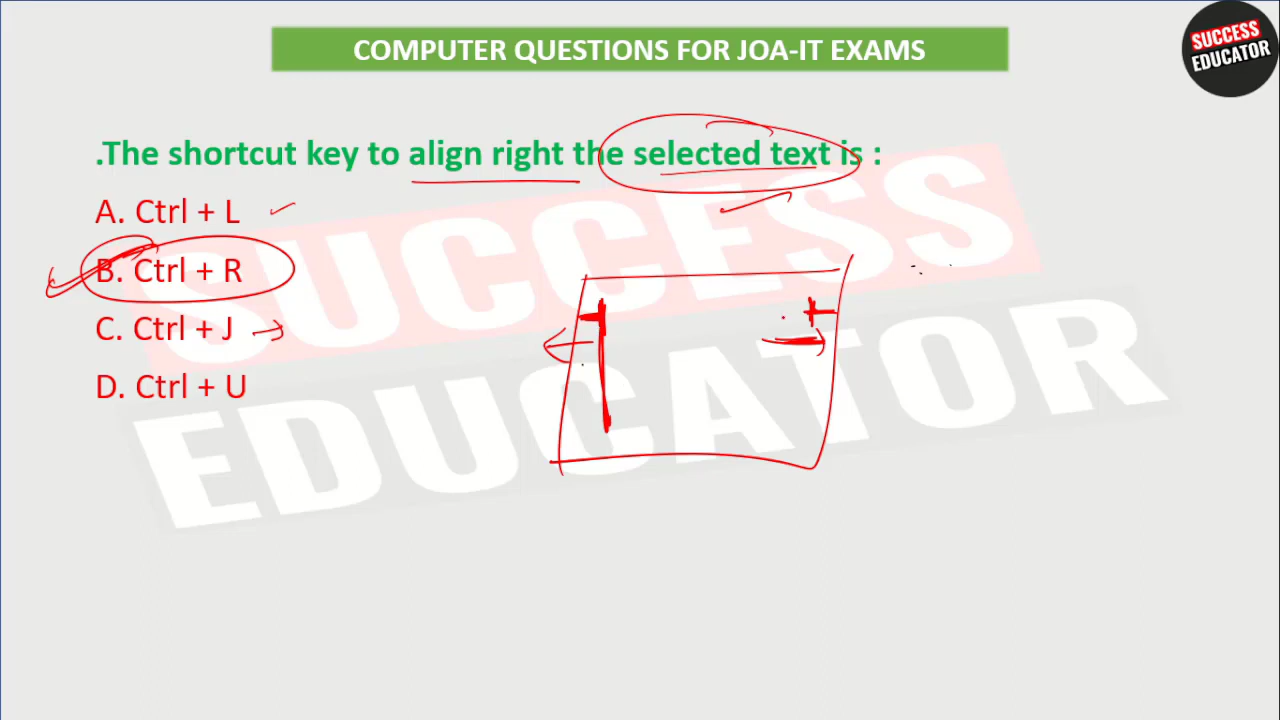 SUCCESS
EDUCATOR
COMPUTER QUESTIONS FOR JOA-IT EXAMS
.The shortcut key to align right the selected text is :
A. Ctrl + L
B. Ctrl + R
C. Ctrl + J
D. Ctrl + U
SUCCESS
EDUCATOR